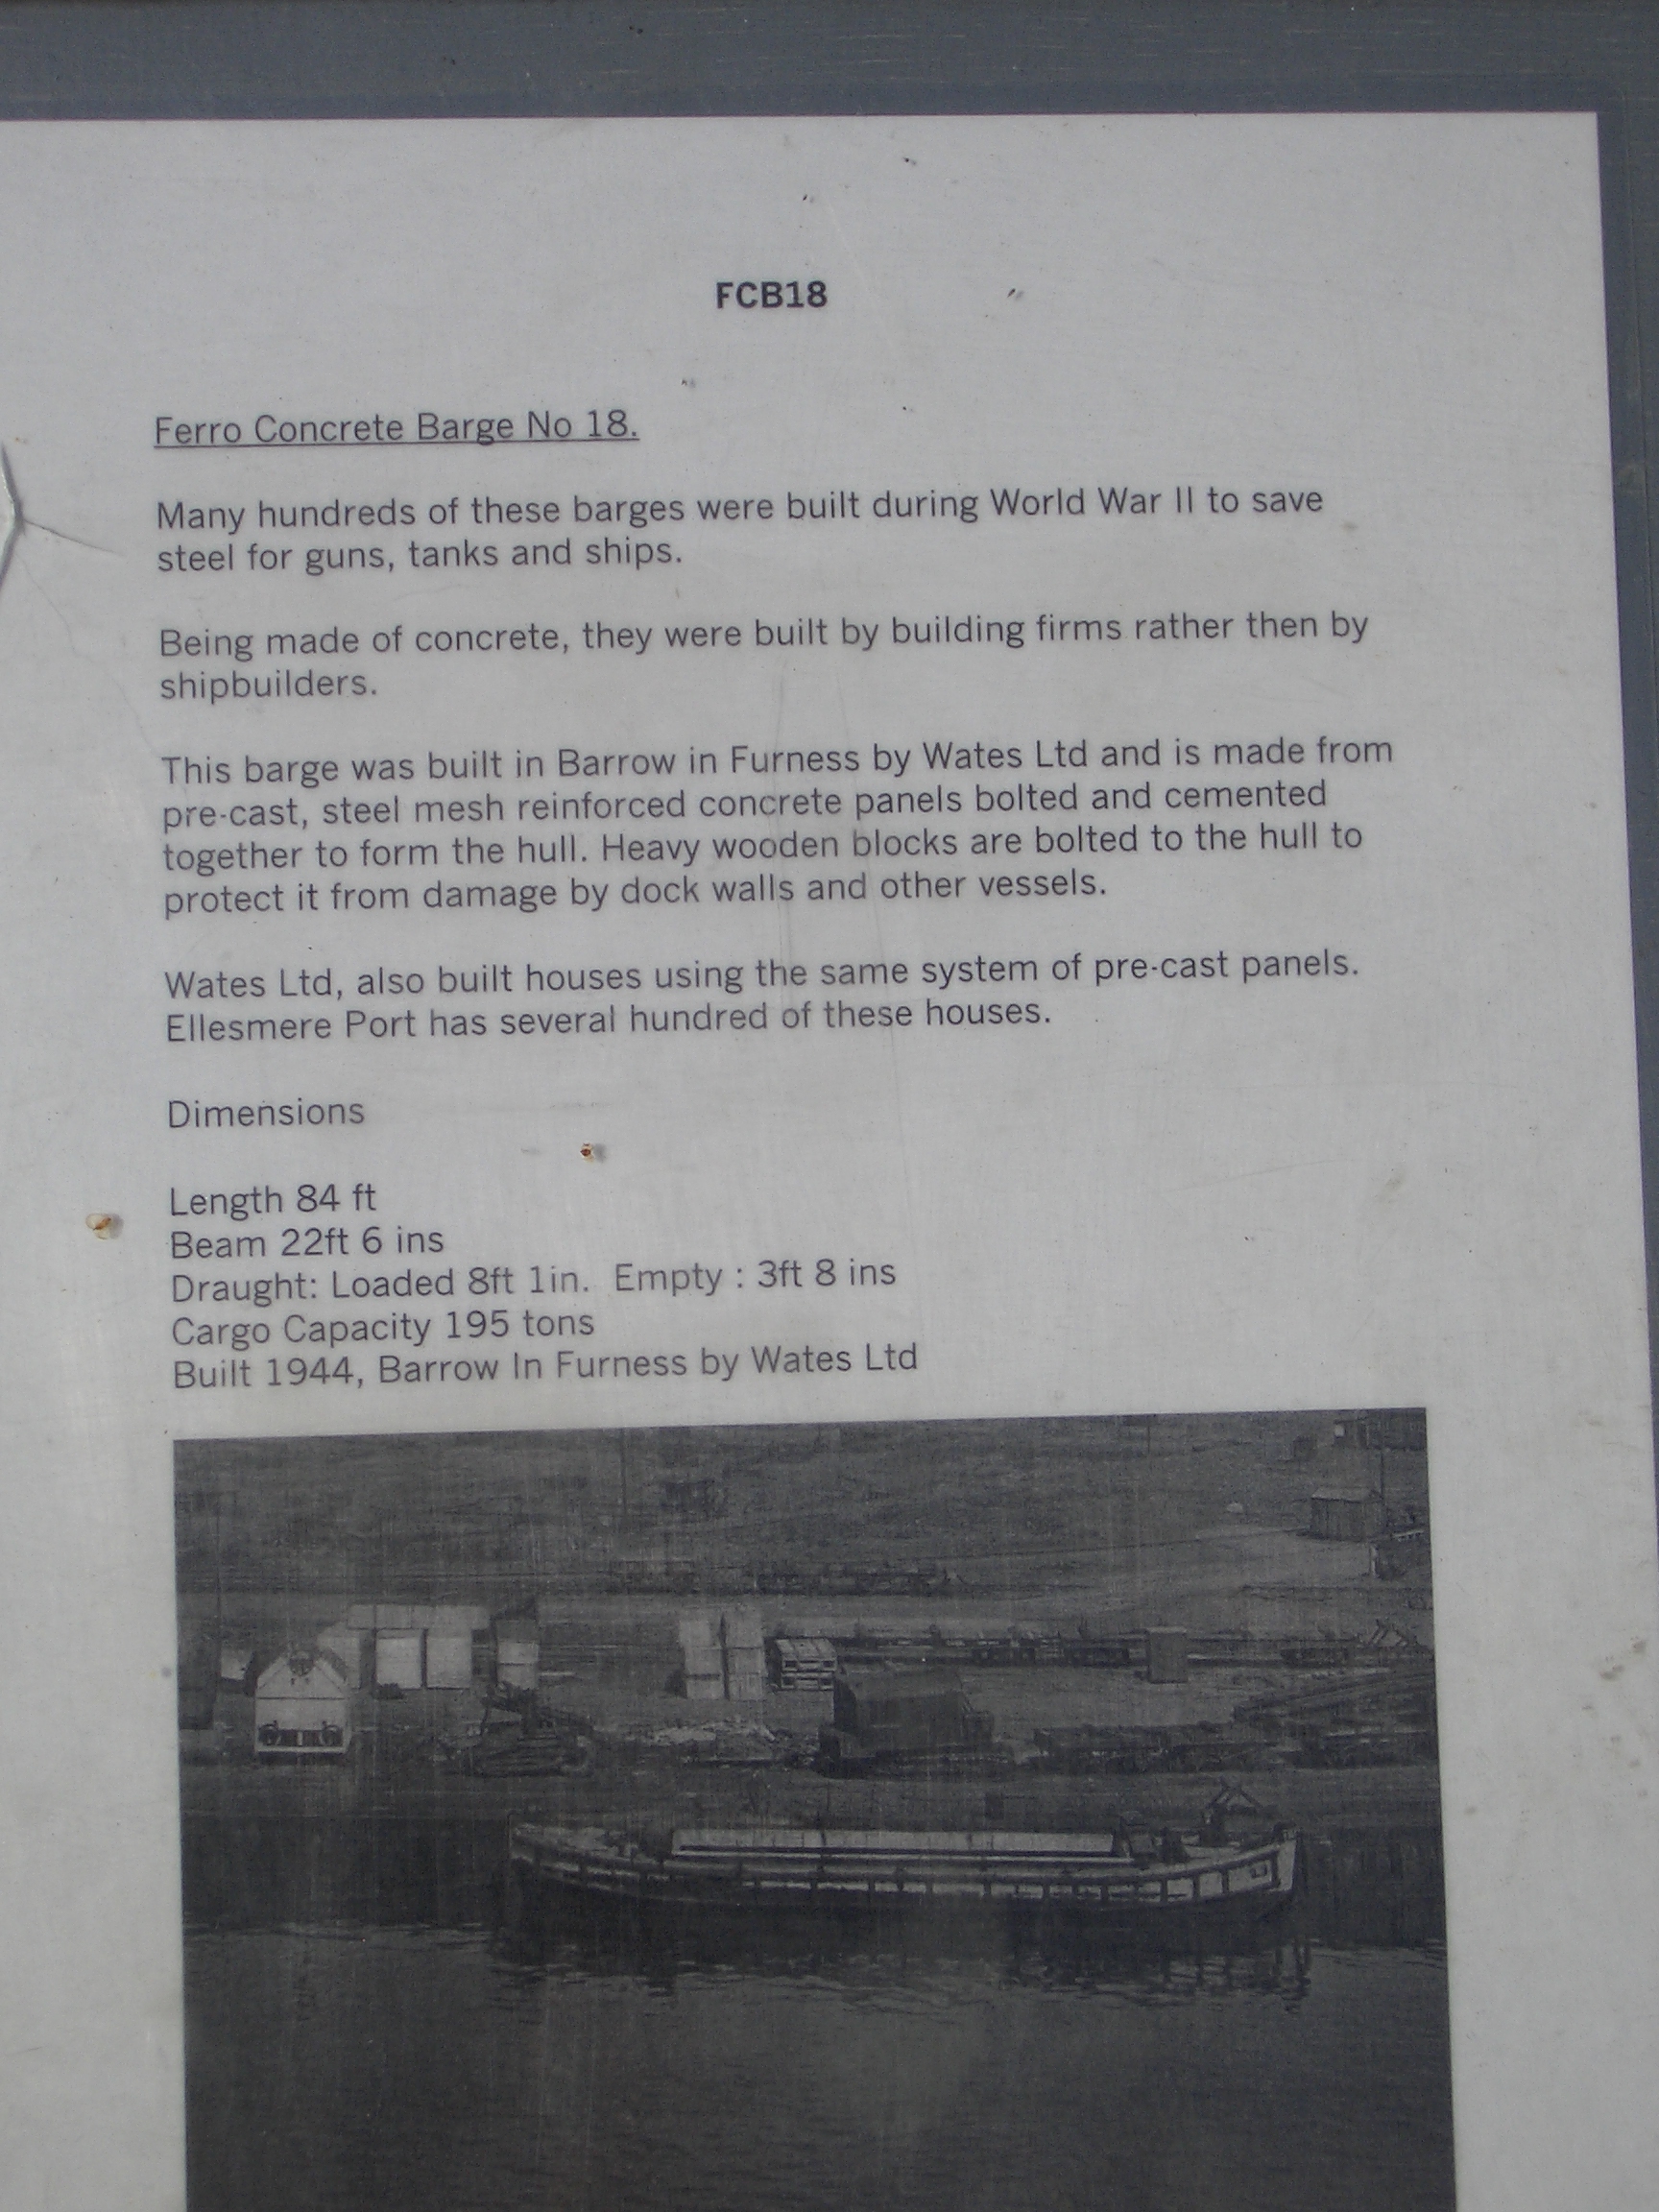 FCB18
Ferro Concrete Barge No 18.
Many hundreds of these barges were built during World War II to save
steel for guns, tanks and ships.
Being made of concrete, they were built by building firms rather then by
shipbuilders.
This barge was built in Barrow in Furness by Wates Ltd and is made from
pre-cast, steel mesh reinforced concrete panels bolted and cemented
together to form the hull. Heavy wooden blocks are bolted to the hull to
protect it from damage by dock walls and other vessels.
Wates Ltd, also built houses using the same system of pre-cast panels.
Ellesmere Port has several hundred of these houses.
Dimensions
Length 84 ft
Beam 22ft 6 ins
Draught: Loaded 8ft 1in. Empty : 3ft 8 ins
Cargo Capacity 195 tons
Built 1944, Barrow In Furness by Wates Ltd